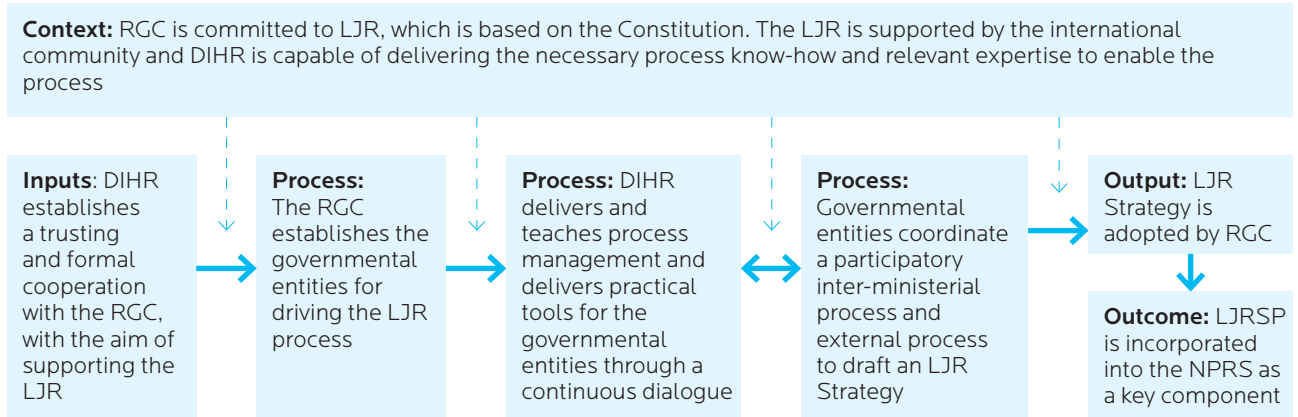 Context: RGC is committed to LJR, which is based on the Constitution. The LJR is supported by the international
community and DIHR is capable of delivering the necessary process know-how and relevant expertise to enable the
process
Inputs: DIHR
establishes
a trusting
and formal
cooperation
with the RGC,
with the aim of
supporting the
LJR
Process:
The RGC
establishes the
governmental
entities for
driving the LJR
process
Process: DIHR
delivers and
teaches process
management and
delivers practical
tools for the
governmental
entities through a
continuous dialogue
Process:
Governmental
entities coordinate
a participatory
inter-ministerial
process and
external process
to draft an LJR
Strategy
Output: LJR
Strategy is
adopted by RGC
Outcome: LJRSP
is incorporated
into the NPRS as
a key component